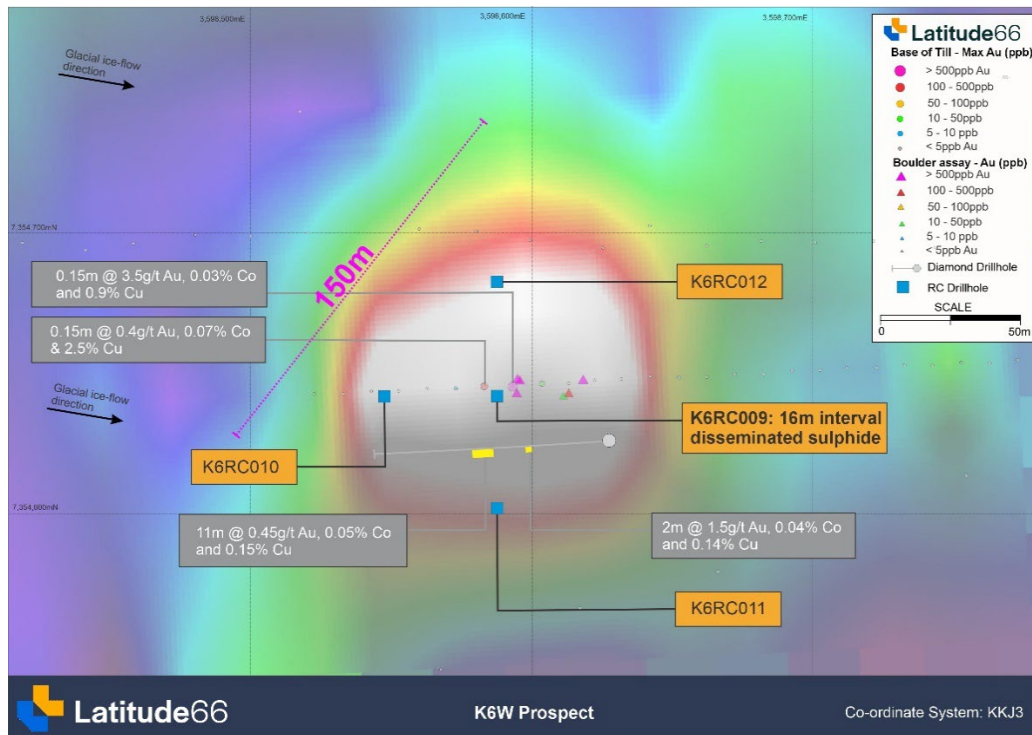 3,598,500mE
3,598,600mE
3,598,700mE
Glacial ice-flow
direction
Latitude66
Base of Till - Max Au (ppb)
> 500ppb Au
100 - 500ppb
50 - 100ppb
10 - 50ppb
5 - 10 ppb
< 5ppb Au
Boulder assay - Au (ppb)
> 500ppb Au
100 - 500ppb
50 - 100ppb
10 - 50ppb
5 - 10 ppb
< 5ppb Au
Diamond Drillhole
RC Drillhole
SCALE
0
50m
7,354,700mN
150m
0.15m @ 3.5g/t Au, 0.03% Co
and 0.9% Cu
K6RC012
0.15m @ 0.4g/t Au, 0.07% Co
& 2.5% Cu
Glacial ice-flow
direction
K6RC009: 16m interval
disseminated sulphide
K6RC010
7,354,600mN
11m @ 0.45g/t Au, 0.05% Co
and 0.15% Cu
2m @ 1.5g/t Au, 0.04% Co
and 0.14% Cu
K6RC011
Latitude66
K6W Prospect
Co-ordinate System: KKJ3